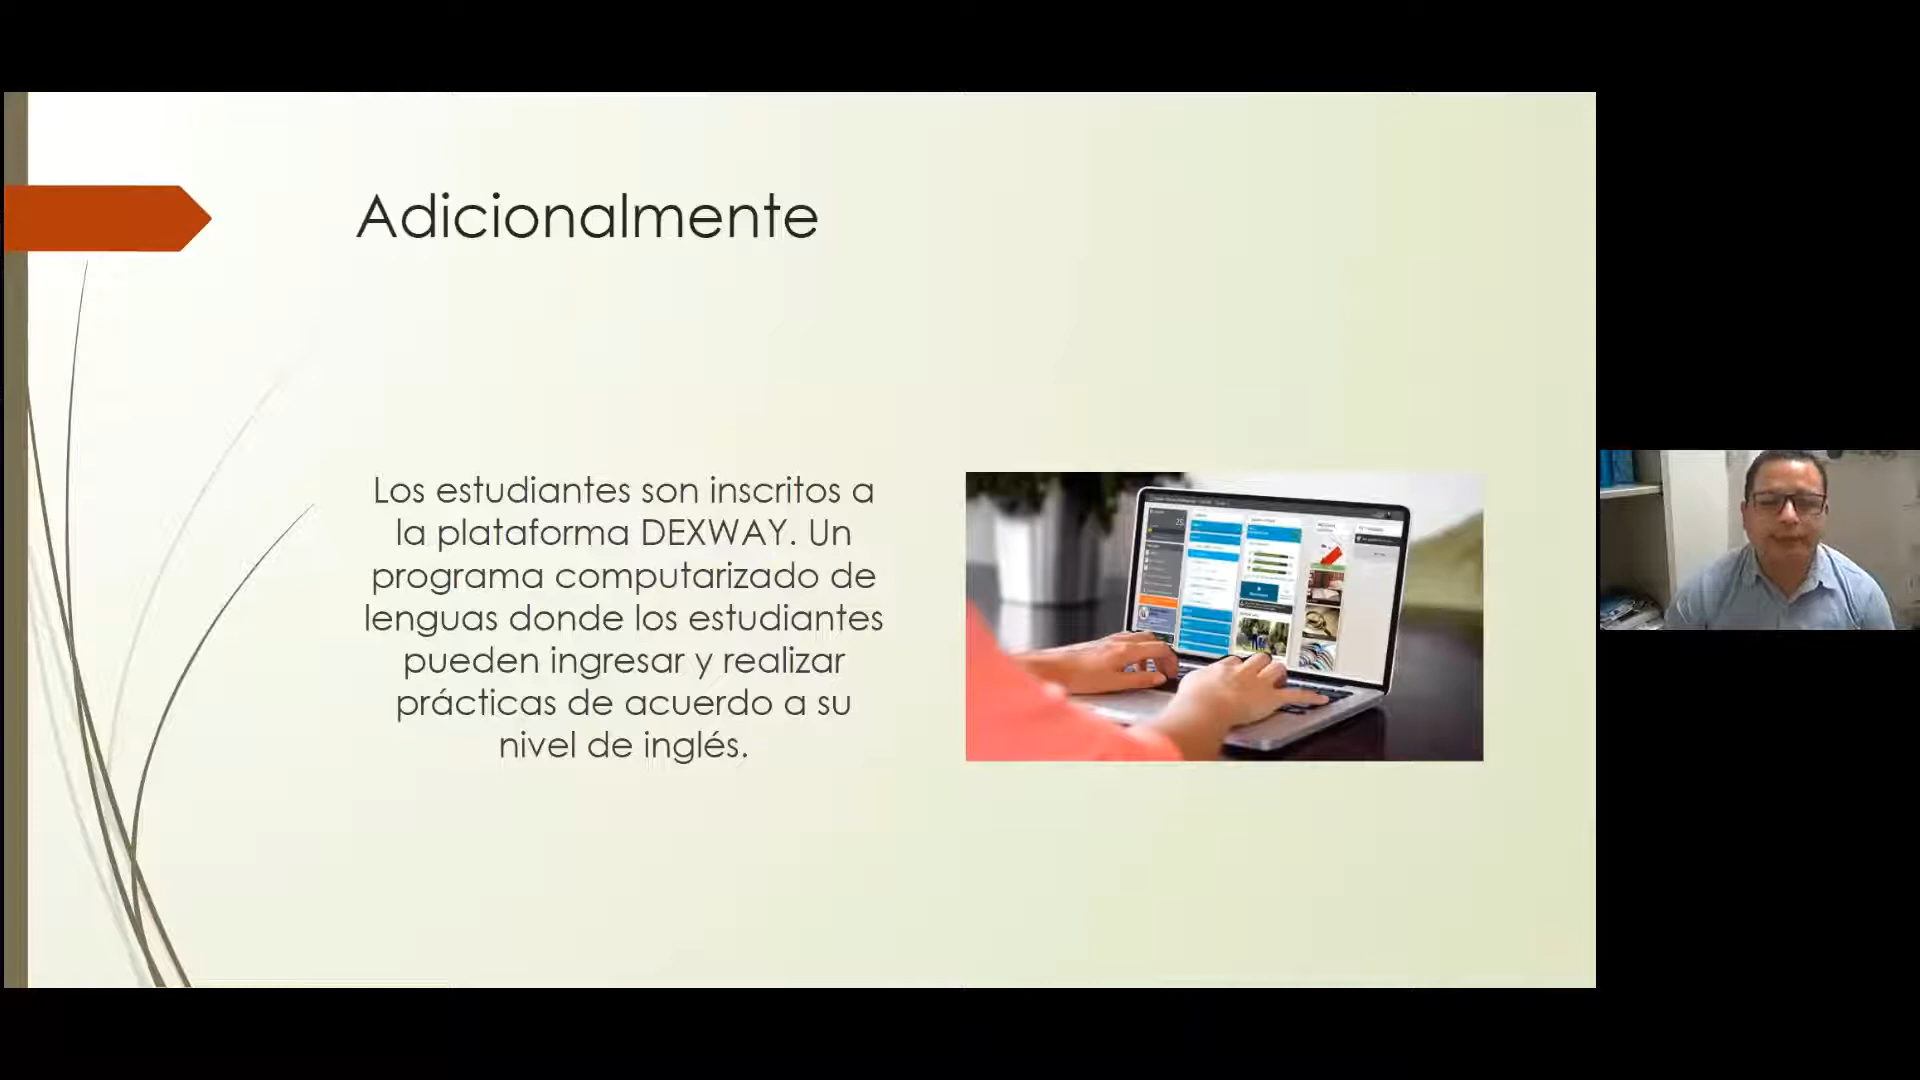 Adicionalmente
Los estudiantes son inscritos a
la plataforma DEXWAY. Un
programa computarizado de
lenguas donde los estudiantes
pueden ingresar y realizar
prácticas de acuerdo a su
nivel de inglés.